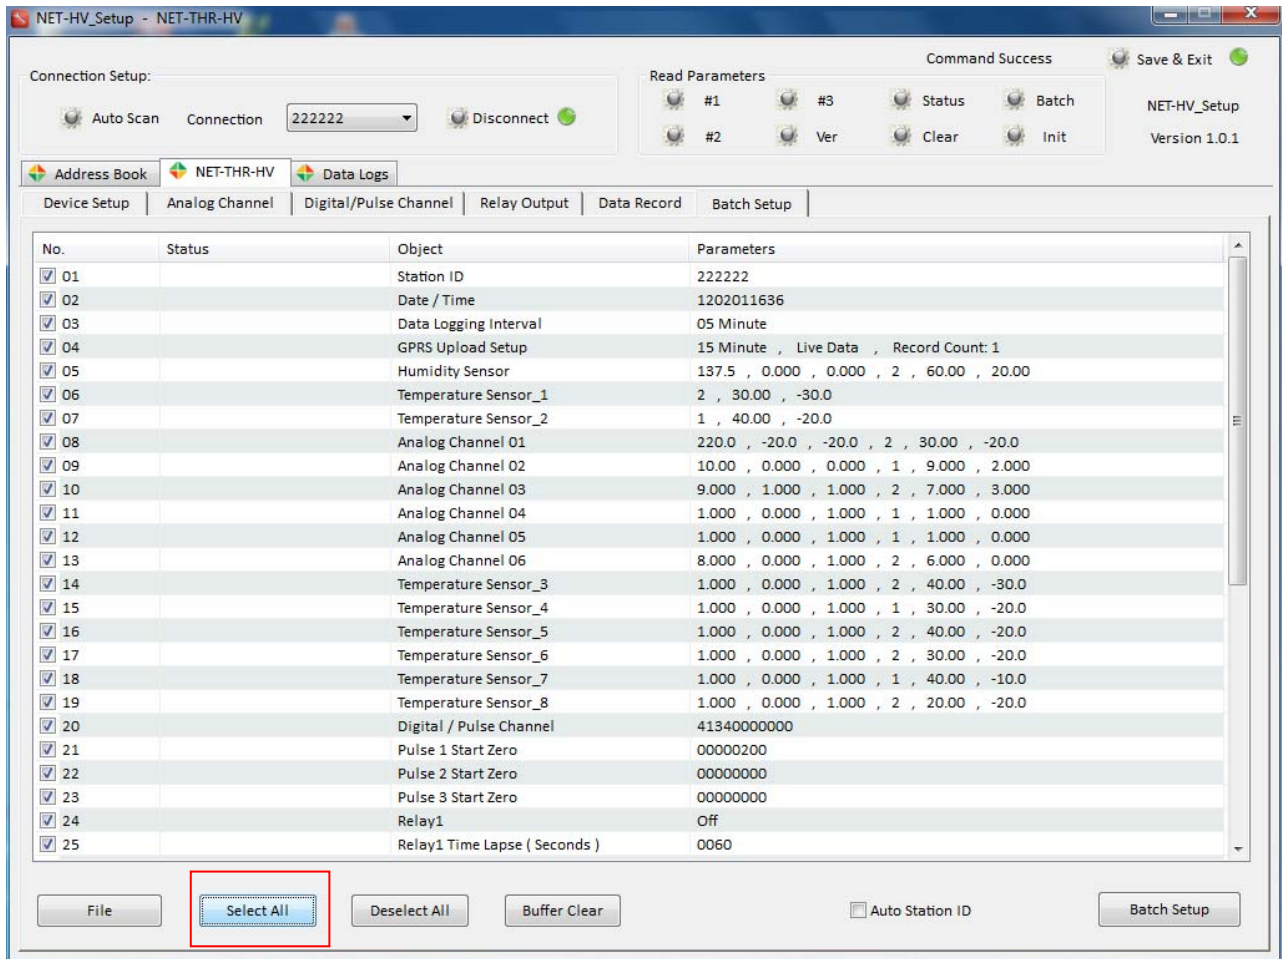 NET-HV_Setup - NET-THR-HV
Command Success
Save & Exit
Connection Setup:
Read Parameters
Auto Scan Connection 222222 Disconnect
#1 #3 Status Batch
#2 Ver Clear Init
NET-HV_Setup
Version 1.0.1
Address Book NET-THR-HV Data Logs
Device Setup Analog Channel Digital/Pulse Channel Relay Output Data Record Batch Setup
No. Status Object Parameters
01 Station ID 222222
02 Date / Time 1202011636
03 Data Logging Interval 05 Minute
04 GPRS Upload Setup 15 Minute , Live Data , Record Count: 1
05 Humidity Sensor 137.5 , 0.000 , 0.000 , 2 , 60.00 , 20.00
06 Temperature Sensor_1 2 , 30.00 , -30.0
07 Temperature Sensor_2 1 , 40.00 , -20.0
08 Analog Channel 01 220.0 , -20.0 , -20.0 , 2 , 30.00 , -20.0
09 Analog Channel 02 10.00 , 0.000 , 0.000 , 1 , 9.000 , 2.000
10 Analog Channel 03 9.000 , 1.000 , 1.000 , 2 , 7.000 , 3.000
11 Analog Channel 04 1.000 , 0.000 , 1.000 , 1 , 1.000 , 0.000
12 Analog Channel 05 1.000 , 0.000 , 1.000 , 1 , 1.000 , 0.000
13 Analog Channel 06 8.000 , 0.000 , 1.000 , 2 , 6.000 , 0.000
14 Temperature Sensor_3 1.000 , 0.000 , 1.000 , 2 , 40.00 , -30.0
15 Temperature Sensor_4 1.000 , 0.000 , 1.000 , 1 , 30.00 , -20.0
16 Temperature Sensor_5 1.000 , 0.000 , 1.000 , 2 , 40.00 , -20.0
17 Temperature Sensor_6 1.000 , 0.000 , 1.000 , 2 , 30.00 , -20.0
18 Temperature Sensor_7 1.000 , 0.000 , 1.000 , 1 , 40.00 , -10.0
19 Temperature Sensor_8 1.000 , 0.000 , 1.000 , 2 , 20.00 , -20.0
20 Digital / Pulse Channel 41340000000
21 Pulse 1 Start Zero 00000200
22 Pulse 2 Start Zero 00000000
23 Pulse 3 Start Zero 00000000
24 Relay1 Off
25 Relay1 Time Lapse ( Seconds ) 0060
File Select All Deselect All Buffer Clear Auto Station ID Batch Setup